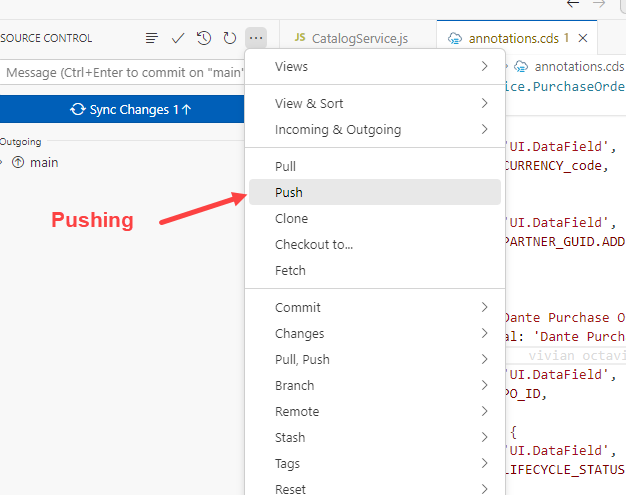 SOURCE CONTROL
JS CatalogService.js
annotations.cds 1
Message (Ctrl+Enter to commit on "main"
Sync Changes 1
Outgoing
main
Pushing
Views
View & Sort
Incoming & Outgoing
Pull
Push
Clone
Checkout to...
Fetch
Commit
Changes
Pull, Push
Branch
Remote
Stash
Tags
Reset
annotations.cds
ice.PurchaseOrde
'UI.DataField',
CURRENCY_code,
'UI.DataField',
PARTNER_GUID.ADD
Dante Purchase O
al: 'Dante Purch
vivian octavi
'UI.DataField',
PO_ID,
{
'UI.DataField',
LIFECYCLE_STATUS